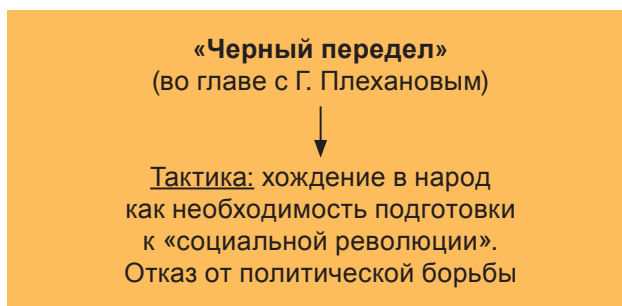 «Черный передел»
(во главе с Г. Плехановым)
Тактика: хождение в народ
как необходимость подготовки
к «социальной революции».
Отказ от политической борьбы